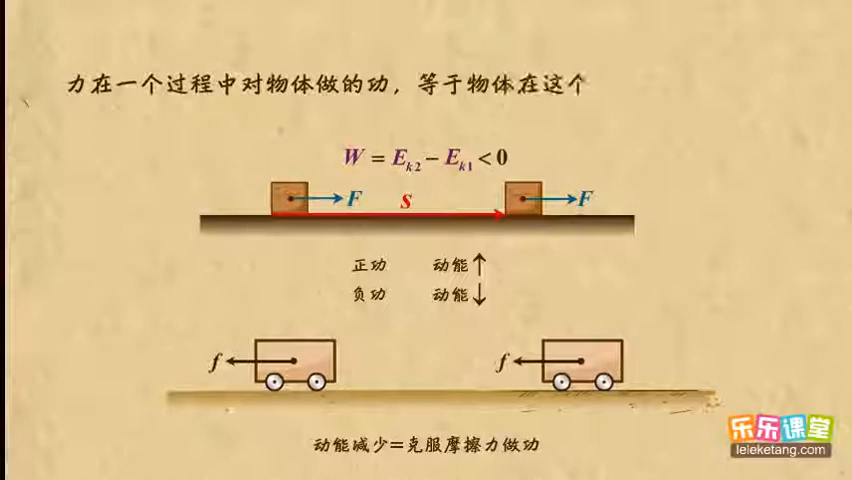 力在一个过程中对物体做的功，等于物体在这个
W = Ek2 − Ek1 < 0
F s F
正功 动能↑
负功 动能↓
f f
动能减少=克服摩擦力做功
乐乐课堂
leleketang.com